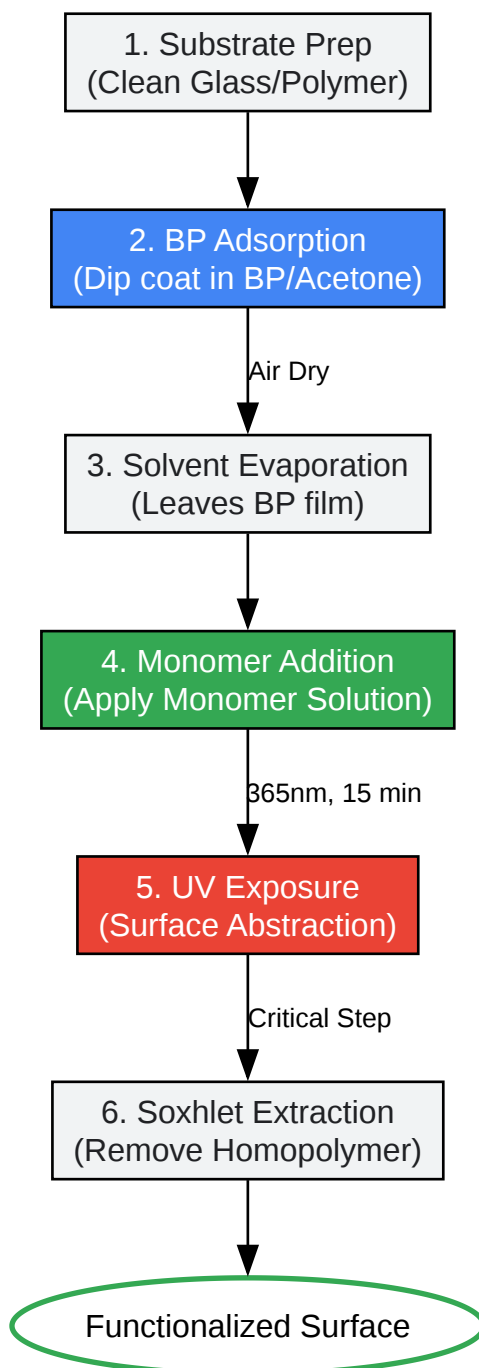 1. Substrate Prep
(Clean Glass/Polymer)
2. BP Adsorption
(Dip coat in BP/Acetone)
Air Dry
3. Solvent Evaporation
(Leaves BP film)
4. Monomer Addition
(Apply Monomer Solution)
365nm, 15 min
5. UV Exposure
(Surface Abstraction)
Critical Step
6. Soxhlet Extraction
(Remove Homopolymer)
Functionalized Surface